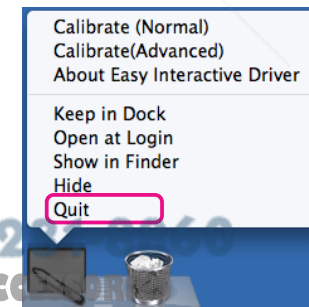 Calibrate (Normal)
Calibrate(Advanced)
About Easy Interactive Driver
Keep in Dock
Open at Login
Show in Finder
Hide
Quit